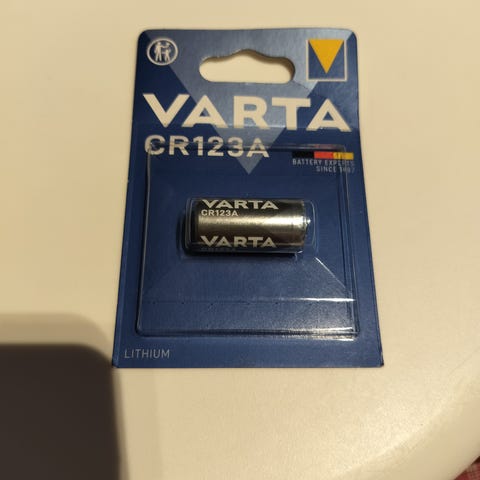 VARTA
CR123A
BATTERY EXPERTS
SINCE 1887
VARTA
CR123A
VARTA
LITHIUM